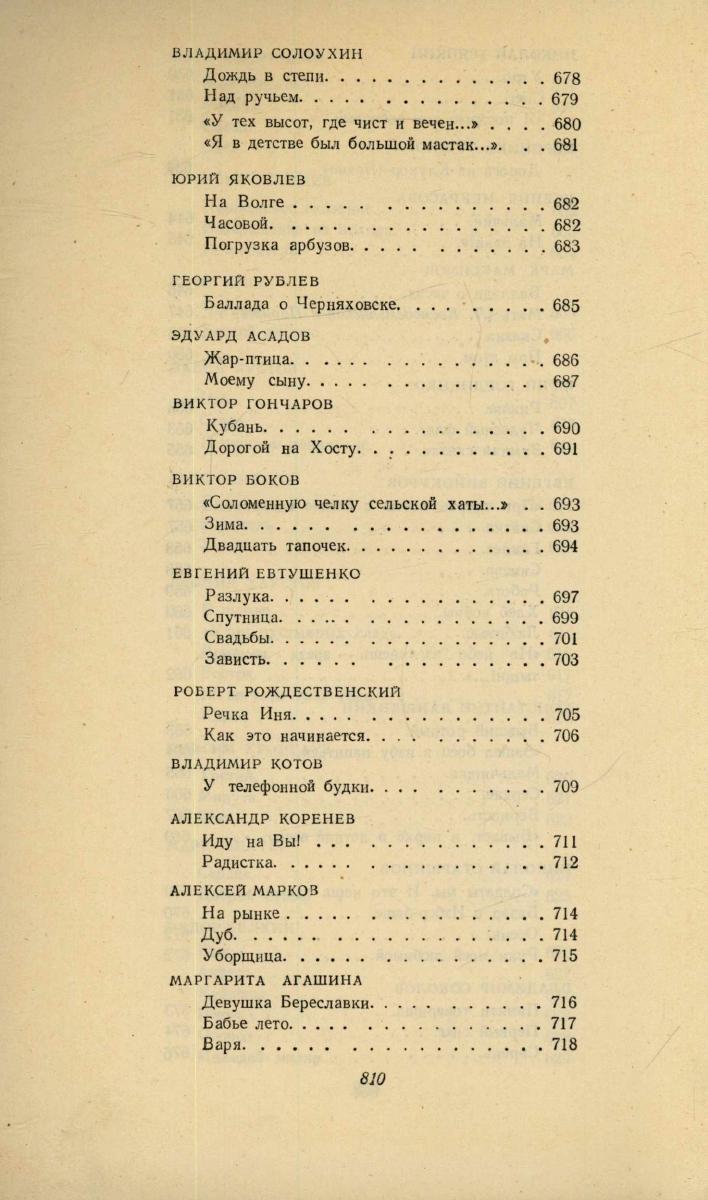 ВЛАДИМИР СОЛОУХИН
Дождь в степи. . . . . . . . . . . . . 678
Над ручьем. . . . . . . . . . . . . . 679
«У тех высот, где чист и вечен...» . . . . 680
«Я в детстве был большой мастак...». . . 681
ЮРИЙ ЯКОВЛЕВ
На Волге . . . . . . . . . . . . . . 682
Часовой. . . . . . . . . . . . . . . 682
Погрузка арбузов. . . . . . . . . . . 683
ГЕОРГИЙ РУБЛЕВ
Баллада о Черняховске. . . . . . . . . 685
ЭДУАРД АСАДОВ
Жар-птица. . . . . . . . . . . . . . 686
Моему сыну. . . . . . . . . . . . . . 687
ВИКТОР ГОНЧАРОВ
Кубань. . . . . . . . . . . . . . . 690
Дорогой на Хосту. . . . . . . . . . . 691
ВИКТОР БОКОВ
«Соломенную челку сельской хаты...» . . 693
Зима. . . . . . . . . . . . . . . . 693
Двадцать тапочек. . . . . . . . . . . 694
ЕВГЕНИЙ ЕВТУШЕНКО
Разлука. . . . . . . . . . . . . . . 697
Спутница. . . . . . . . . . . . . . . 699
Свадьбы. . . . . . . . . . . . . . . 701
Зависть. . . . . . . . . . . . . . . 703
РОБЕРТ РОЖДЕСТВЕНСКИЙ
Речка Иня. . . . . . . . . . . . . . 705
Как это начинается. . . . . . . . . . 706
ВЛАДИМИР КОТОВ
У телефонной будки. . . . . . . . . . 709
АЛЕКСАНДР КОРЕНЕВ
Иду на Вы! . . . . . . . . . . . . . 711
Радистка. . . . . . . . . . . . . . . 712
АЛЕКСЕЙ МАРКОВ
На рынке . . . . . . . . . . . . . . 714
Дуб. . . . . . . . . . . . . . . . . 714
Уборщица. . . . . . . . . . . . . . . 715
МАРГАРИТА АГАШИНА
Девушка Береславки. . . . . . . . . . 716
Бабье лето. . . . . . . . . . . . . . 717
Варя. . . . . . . . . . . . . . . . 718
810